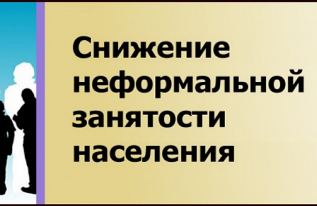 Снижение
неформальной
занятости
населения